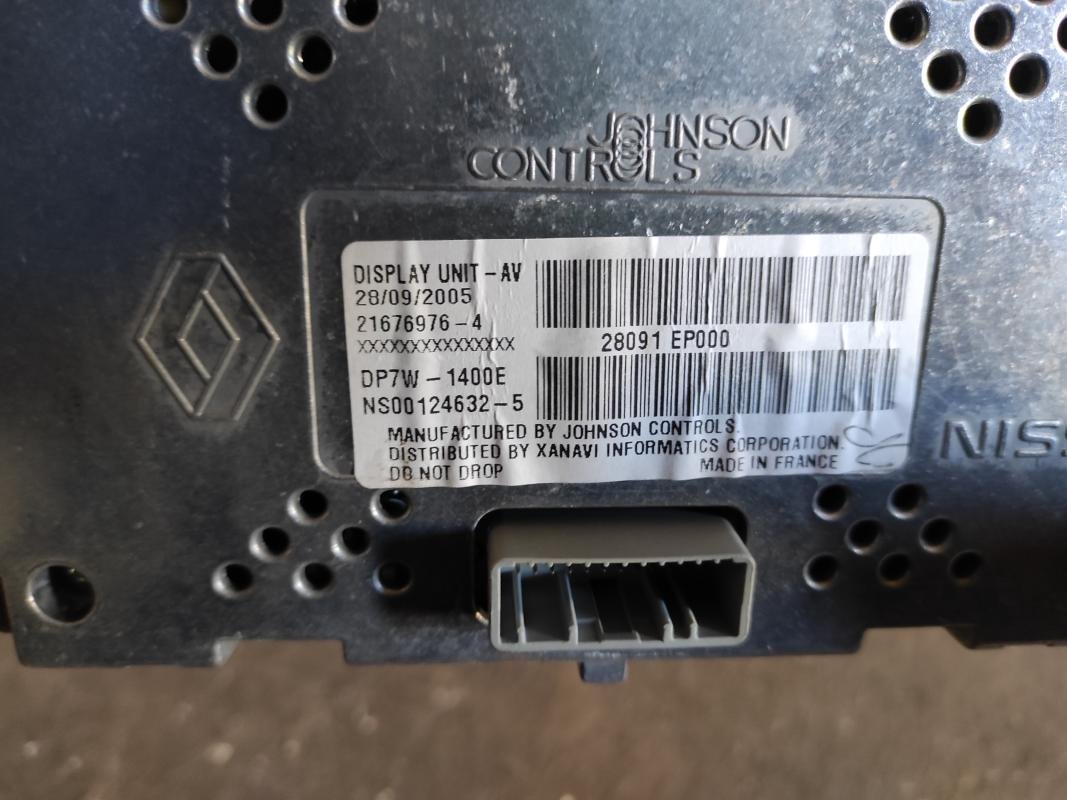 JOHNSON
CONTROLS
DISPLAY UNIT-AV
28/09/2005
21676976-4
XXXXXXXXXXXXXXX
28091 EP000
DP7W-1400E
NS00124632-5
MANUFACTURED BY JOHNSON CONTROLS.
DISTRIBUTED BY XANAVI INFORMATICS CORPORATION.
DO NOT DROP
MADE IN FRANCE
NISS